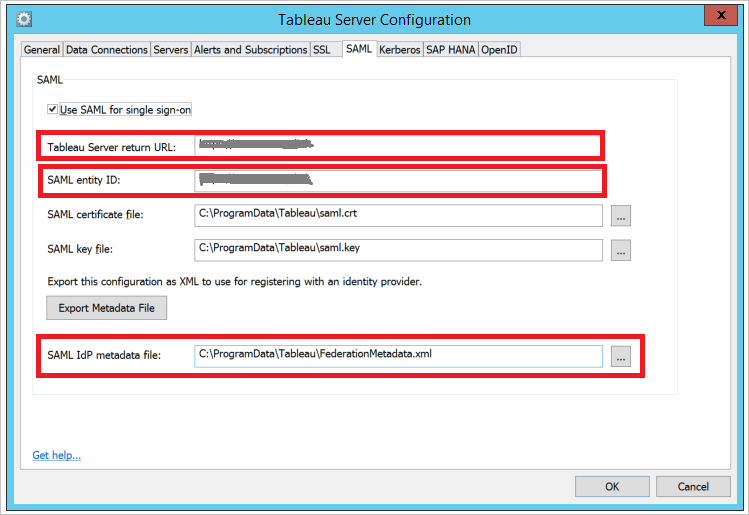 Tableau Server Configuration
x
General Data Connections Servers Alerts and Subscriptions SSL SAML Kerberos SAP HANA OpenID
SAML
Use SAML for single sign-on
Tableau Server return URL:
SAML entity ID:
SAML certificate file: C:\ProgramData\Tableau\saml.crt ...
SAML key file: C:\ProgramData\Tableau\saml.key ...
Export this configuration as XML to use for registering with an identity provider.
Export Metadata File
SAML IdP metadata file: C:\ProgramData\Tableau\FederationMetadata.xml ...
Get help...
OK Cancel